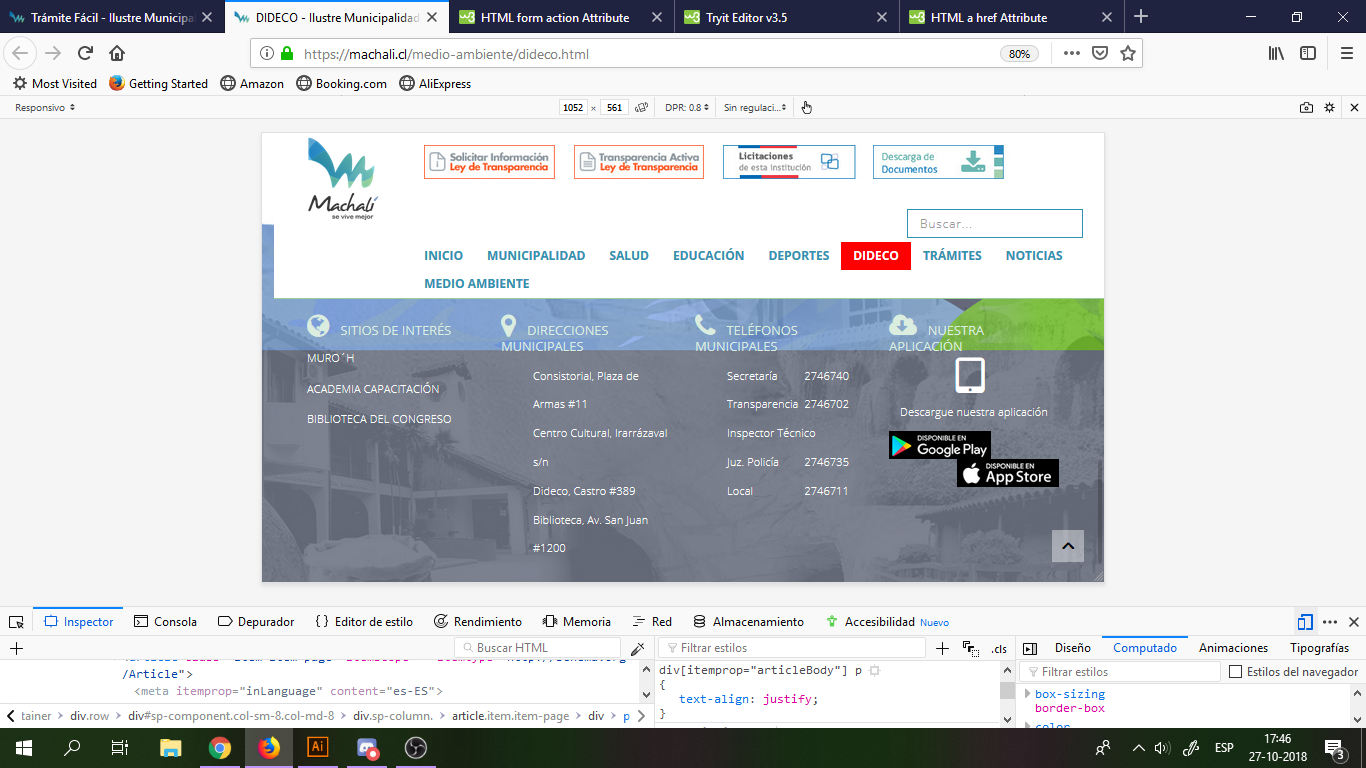 Trámite Fácil - Ilustre Municipa
DIDECO - Ilustre Municipalidad
HTML form action Attribute
Tryit Editor v3.5
HTML a href Attribute
https://machali.cl/medio-ambiente/dideco.html
80%
Most Visited
Getting Started
Amazon
Booking.com
AliExpress
Responsivo
1052 × 561
DPR: 0.8
Sin regulaci...
Machalí
se vive mejor
Solicitar Información
Ley de Transparencia
Transparencia Activa
Ley de Transparencia
Licitaciones
de esta Institución
Descarga de
Documentos
Buscar...
INICIO
MUNICIPALIDAD
SALUD
EDUCACIÓN
DEPORTES
DIDECO
TRÁMITES
NOTICIAS
MEDIO AMBIENTE
SITIOS DE INTERÉS
MURO´H
ACADEMIA CAPACITACIÓN
BIBLIOTECA DEL CONGRESO
DIRECCIONES
MUNICIPALES
Consistorial, Plaza de
Armas #11
Centro Cultural, Irarrázaval
s/n
Dideco, Castro #389
Biblioteca, Av. San Juan
#1200
TELÉFONOS
MUNICIPALES
Secretaría 2746740
Transparencia 2746702
Inspector Técnico
Juz. Policía 2746735
Local 2746711
NUESTRA
APLICACIÓN
Descargue nuestra aplicación
DISPONIBLE EN
Google Play
DISPONIBLE EN
App Store
Inspector
Consola
Depurador
Editor de estilo
Rendimiento
Memoria
Red
Almacenamiento
Accesibilidad Nuevo
Buscar HTML
/Article">
<meta itemprop="inLanguage" content="es-ES">
tainer > div.row > div#sp-component.col-sm-8.col-md-8 > div.sp-column. > article.item.item-page > div > p
Filtrar estilos
.cls
div[itemprop="articleBody"] p
{
text-align: justify;
}
Diseño
Computado
Animaciones
Tipografías
Filtrar estilos
Estilos del navegador
box-sizing
border-box
color
ESP
17:46
27-10-2018
3